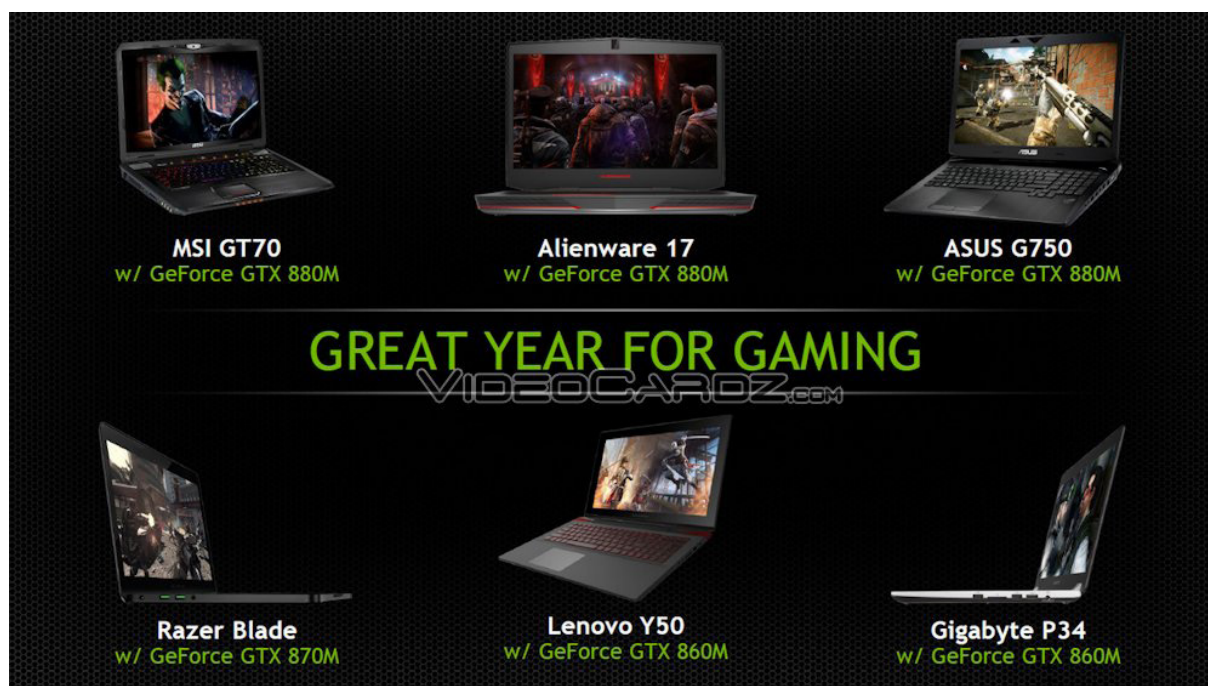 MSI GT70
w/ GeForce GTX 880M
Alienware 17
w/ GeForce GTX 880M
ASUS
ASUS G750
w/ GeForce GTX 880M
GREAT YEAR FOR GAMING
VIDEOCARDZ.COM
Razer Blade
w/ GeForce GTX 870M
Lenovo Y50
w/ GeForce GTX 860M
Gigabyte P34
w/ GeForce GTX 860M